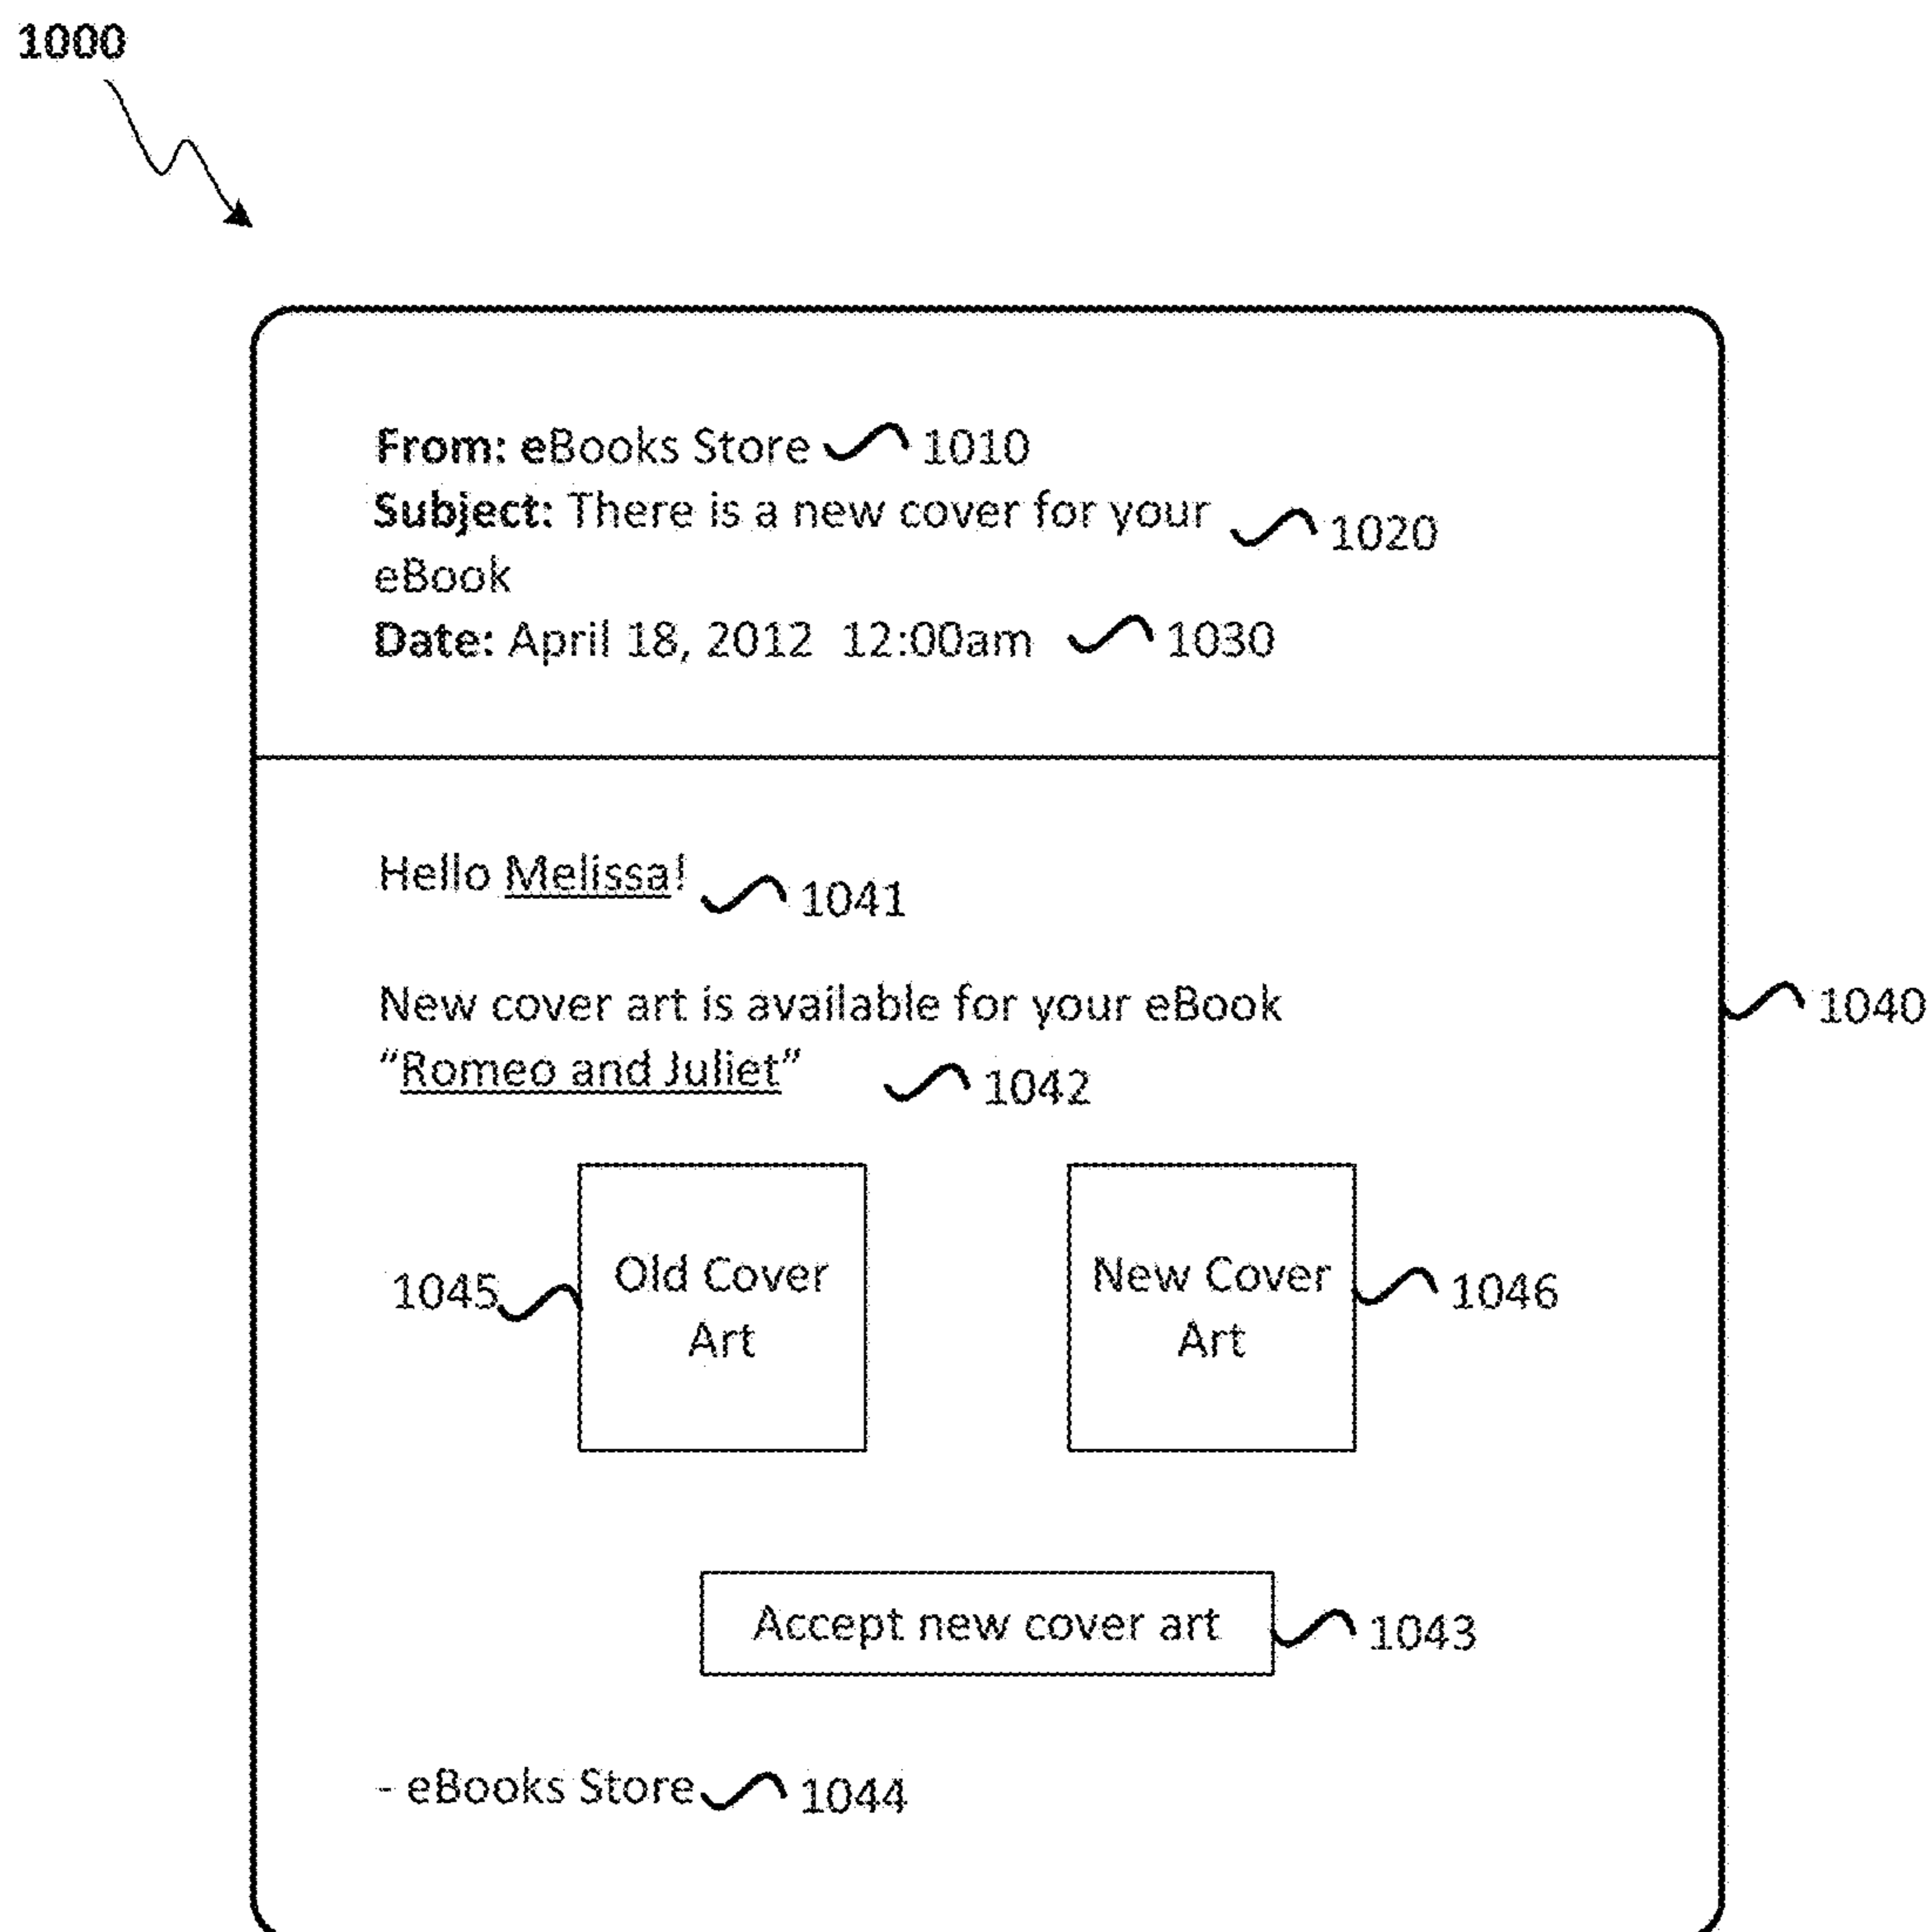 1000
From: eBooks Store 1010
Subject: There is a new cover for your 1020
eBook
Date: April 18, 2012 12:00am 1030
Hello Melissa! 1041
New cover art is available for your eBook 1040
“Romeo and Juliet” 1042
1045 Old Cover New Cover 1046
Art Art
Accept new cover art 1043
- eBooks Store 1044